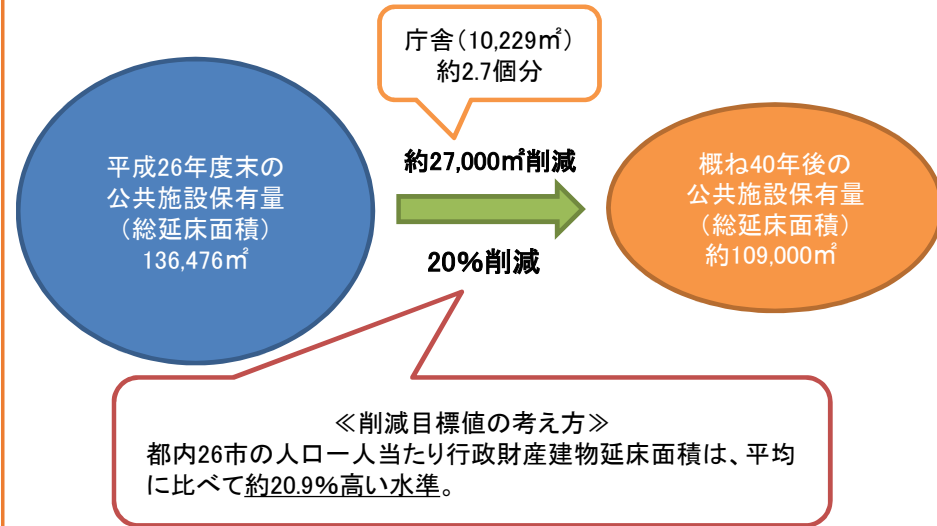 庁舎(10,229㎡)
約2.7個分
平成26年度末の
公共施設保有量
(総延床面積)
136,476㎡
約27,000㎡削減
20%削減
概ね40年後の
公共施設保有量
(総延床面積)
約109,000㎡
≪削減目標値の考え方≫
都内26市の人口一人当たり行政財産建物延床面積は、平均
に比べて約20.9%高い水準。